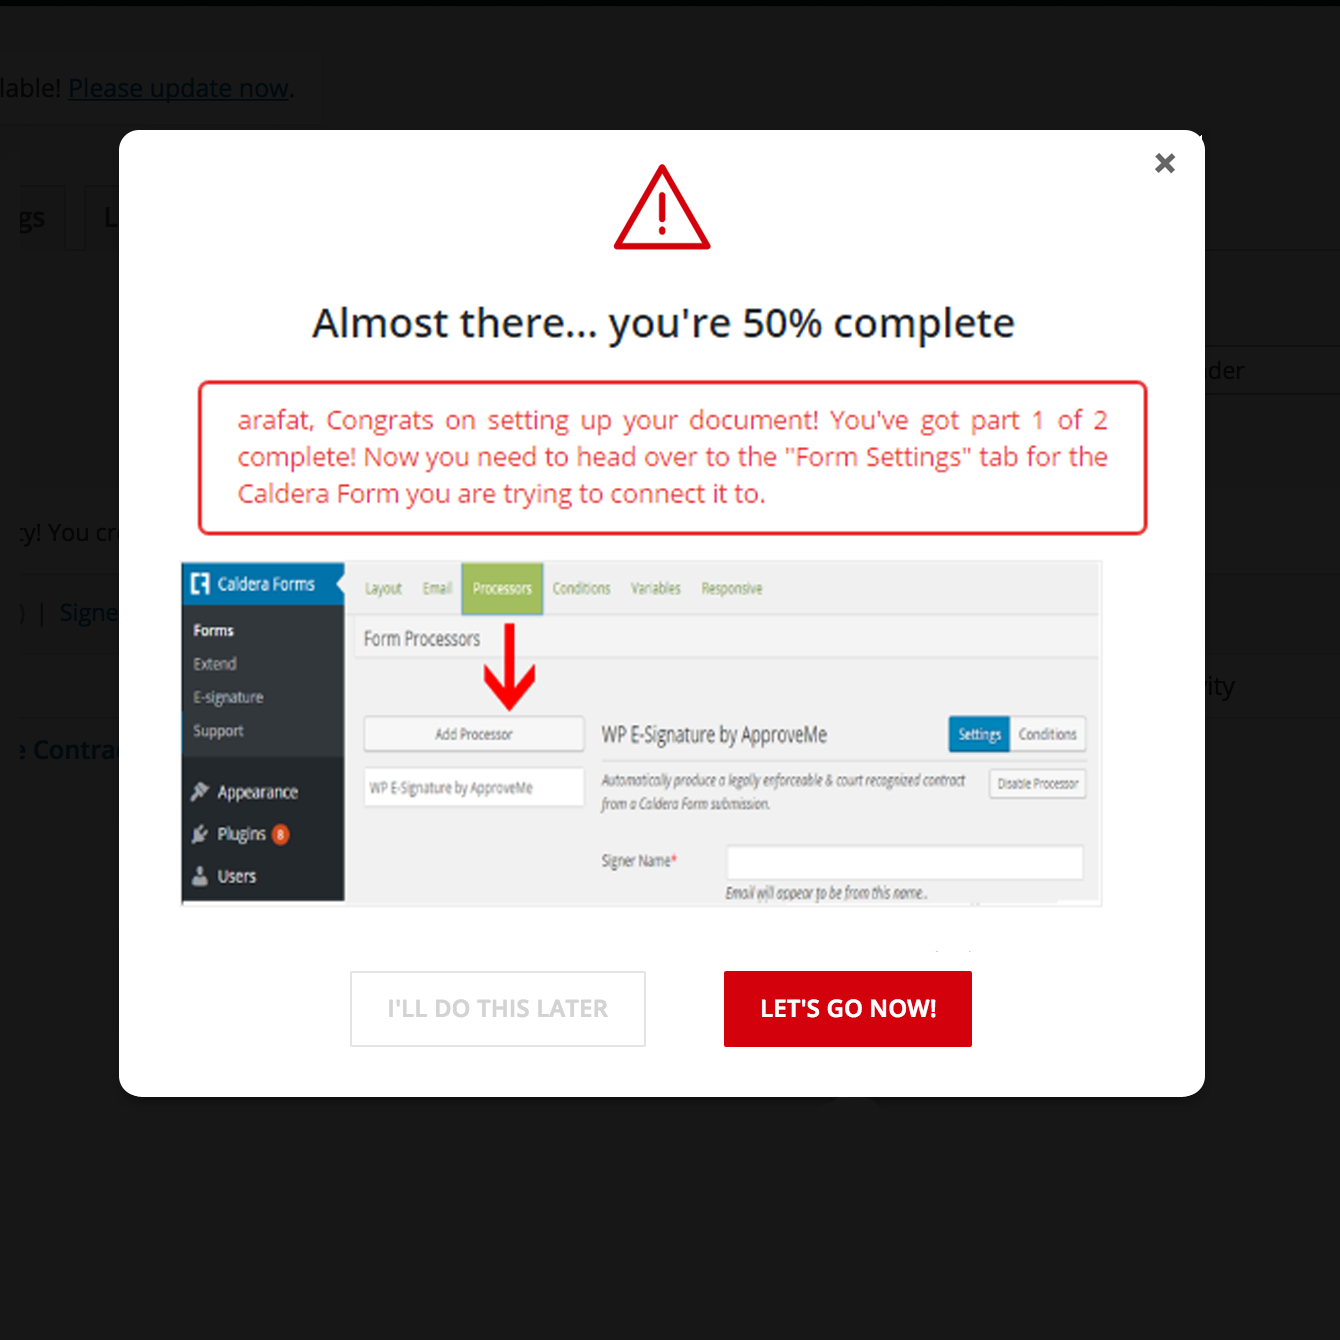 lable! Please update now.
gs
Almost there... you're 50% complete
arafat, Congrats on setting up your document! You've got part 1 of 2
complete! Now you need to head over to the "Form Settings" tab for the
Caldera Form you are trying to connect it to.
der
y! You cr
| Signe
ity
e Contra
Caldera Forms
Layout Email Processors Conditions Variables Responsive
Forms
Form Processors
Extend
E-signature
Support
Add Processor
WP E-Signature by ApproveMe
Settings Conditions
WP E-Signature by ApproveMe
Automatically produce a legally enforceable & court recognized contract
from a Caldera Form submission.
Disable Processor
Appearance
Plugins 8
Users
Signer Name*
Email will appear to be from this name..
I'LL DO THIS LATER
LET'S GO NOW!